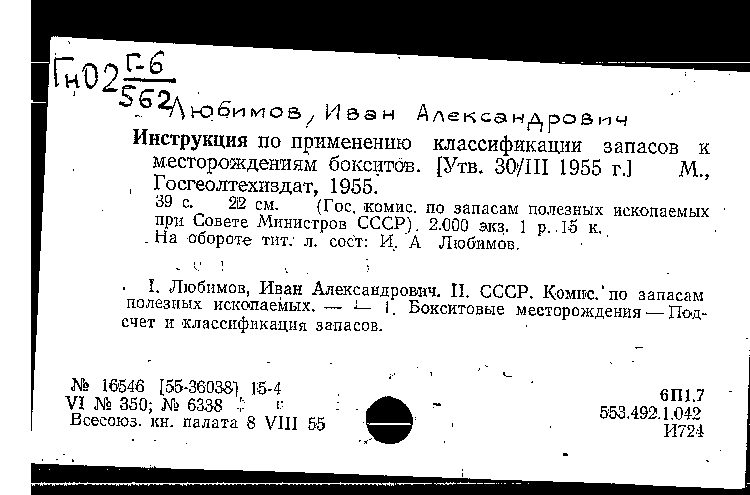 Гн02 Г-6
562
Любимов, Иван Александрович
Инструкция по применению классификации запасов к
месторождениям бокситов. [Утв. 30/III 1955 г.] М.,
Госгеолтехиздат, 1955.
39 с. 22 см. (Гос. комис. по запасам полезных ископаемых
при Совете Министров СССР). 2.000 экз. 1 р. 15 к.
На обороте тит. л. сост: И. А Любимов.
I. Любимов, Иван Александрович. II. СССР. Комис. по запасам
полезных ископаемых. — — 1. Бокситовые месторождения — Под-
счет и классификация запасов.
№ 16546 [55-36038] 15-4
VI № 350; № 6338
Всесоюз. кн. палата 8 VIII 55
6П1.7
553.492.1.042
И724